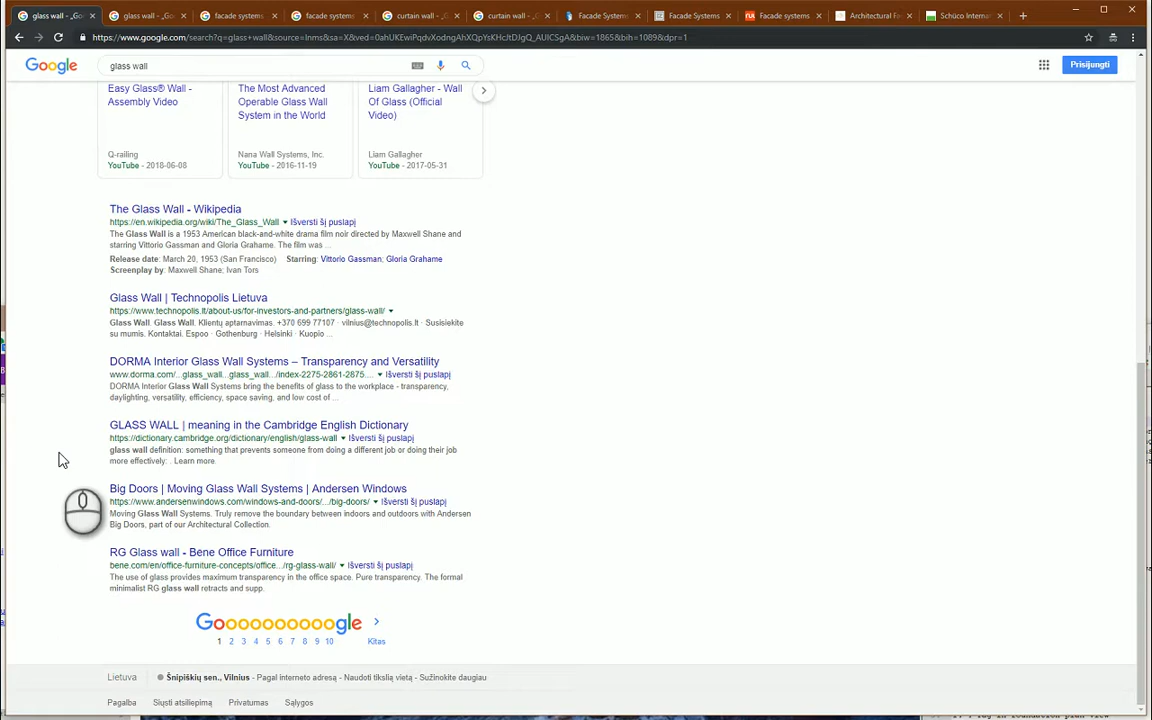 glass wall - „Go
glass wall - „Go
facade systems
facade systems
curtain wall - „
curtain wall - „
Facade System
Facade Systems
Facade systems
Architectural F
Schüco Internat
https://www.google.com/search?q=glass+wall&source=lnms&sa=X&ved=0ahUKEwiPqdvXodngAhXQpYsKHcJtDJgQ_AUICSgA&biw=1865&bih=1089&dpr=1
Google
glass wall
Prisijungti
Easy Glass® Wall -
Assembly Video
Q-railing
YouTube - 2018-06-08
The Most Advanced
Operable Glass Wall
System in the World
Nana Wall Systems, Inc.
YouTube - 2016-11-19
Liam Gallagher - Wall
Of Glass (Official
Video)
Liam Gallagher
YouTube - 2017-05-31
The Glass Wall - Wikipedia
https://en.wikipedia.org/wiki/The_Glass_Wall ▾ Išversti šį puslapį
The Glass Wall is a 1953 American black-and-white drama film noir directed by Maxwell Shane and
starring Vittorio Gassman and Gloria Grahame. The film was ...
Release date: March 20, 1953 (San Francisco) Starring: Vittorio Gassman; Gloria Grahame
Screenplay by: Maxwell Shane; Ivan Tors
Glass Wall | Technopolis Lietuva
https://www.technopolis.lt/about-us/for-investors-and-partners/glass-wall/ ▾
Glass Wall. Glass Wall. Klientų aptarnavimas. +370 699 77107 · vilnius@technopolis.lt · Susisiekite
su mumis. Kontaktai. Espoo · Gothenburg · Helsinki · Kuopio ...
DORMA Interior Glass Wall Systems – Transparency and Versatility
www.dorma.com/...glass_wall...glass_wall.../index-2275-2861-2875.... ▾ Išversti šį puslapį
DORMA Interior Glass Wall Systems bring the benefits of glass to the workplace - transparency,
daylighting, versatility, efficiency, space saving, and low cost of ...
GLASS WALL | meaning in the Cambridge English Dictionary
https://dictionary.cambridge.org/dictionary/english/glass-wall ▾ Išversti šį puslapį
glass wall definition: something that prevents someone from doing a different job or doing their job
more effectively: . Learn more.
Big Doors | Moving Glass Wall Systems | Andersen Windows
https://www.andersenwindows.com/windows-and-doors/.../big-doors/ ▾ Išversti šį puslapį
Moving Glass Wall Systems. Truly remove the boundary between indoors and outdoors with Andersen
Big Doors, part of our Architectural Collection.
RG Glass wall - Bene Office Furniture
bene.com/en/office-furniture-concepts/office.../rg-glass-wall/ ▾ Išversti šį puslapį
The use of glass provides maximum transparency in the office space. Pure transparency. The formal
minimalist RG glass wall retracts and supp.
Goooooooooogle
1 2 3 4 5 6 7 8 9 10 Kitas
Lietuva
Šnipiškių sen., Vilnius - Pagal interneto adresą - Naudoti tikslią vietą - Sužinokite daugiau
Pagalba Siųsti atsiliepimą Privatumas Sąlygos